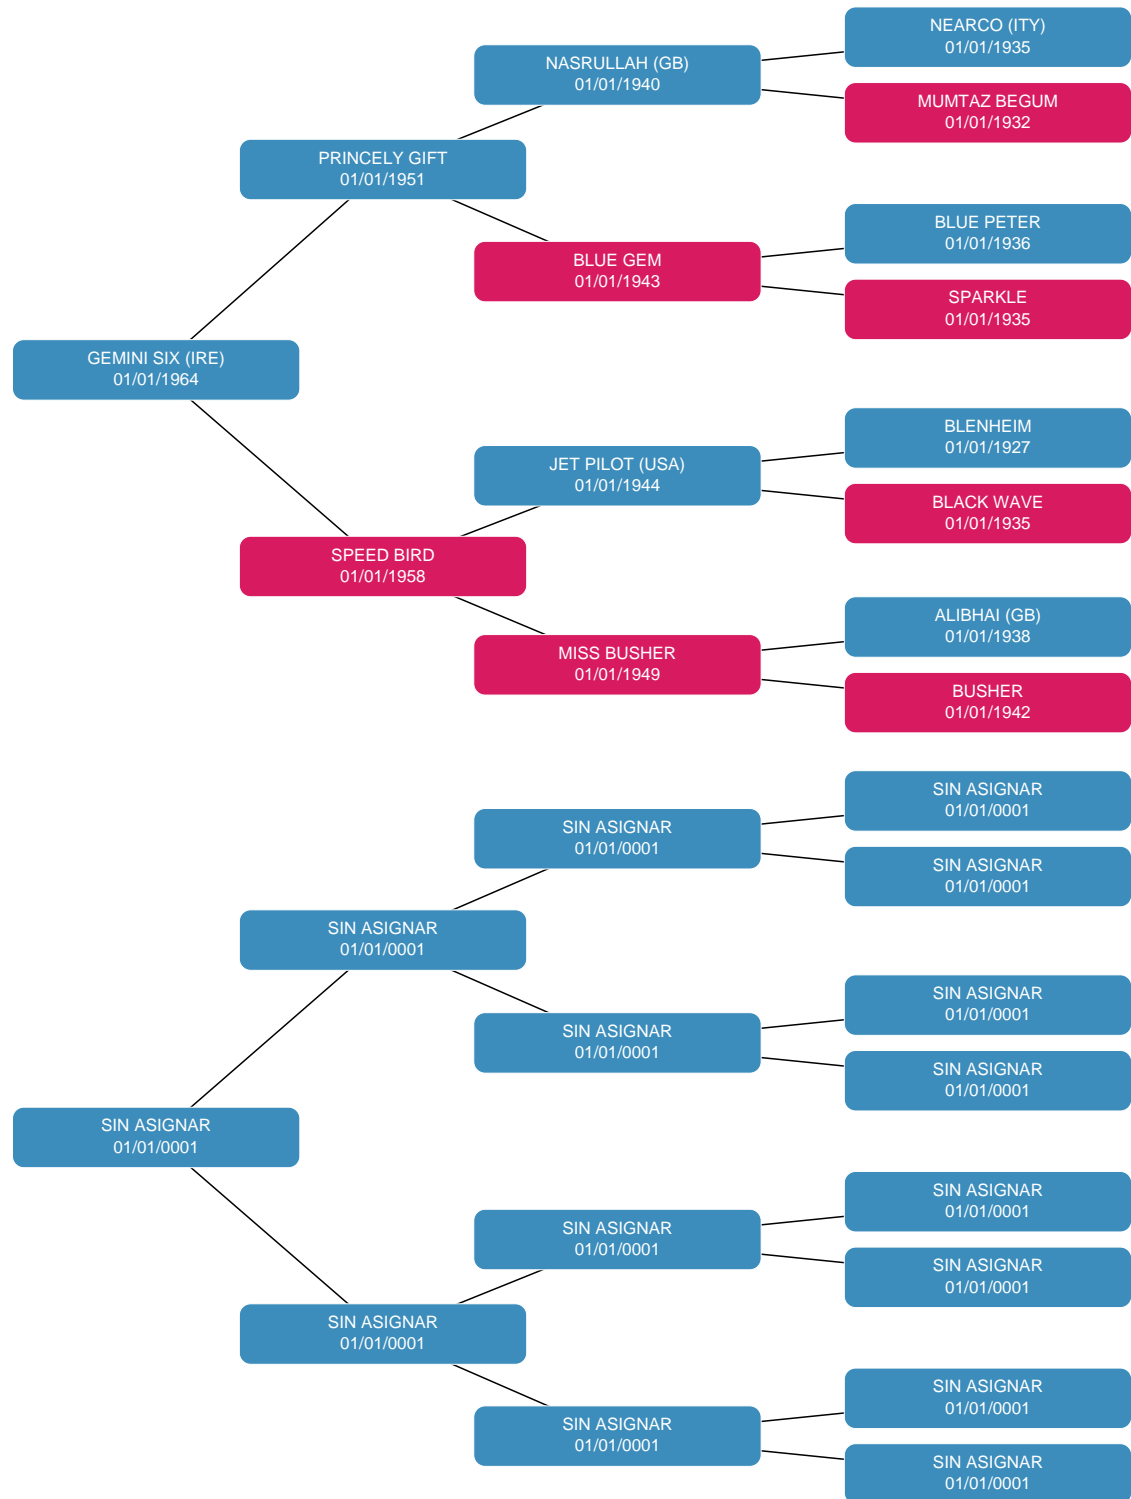 NEARCO (ITY)
01/01/1935
NASRULLAH (GB)
01/01/1940
MUMTAZ BEGUM
01/01/1932
PRINCELY GIFT
01/01/1951
BLUE PETER
01/01/1936
BLUE GEM
01/01/1943
SPARKLE
01/01/1935
GEMINI SIX (IRE)
01/01/1964
BLENHEIM
01/01/1927
JET PILOT (USA)
01/01/1944
BLACK WAVE
01/01/1935
SPEED BIRD
01/01/1958
ALIBHAI (GB)
01/01/1938
MISS BUSHER
01/01/1949
BUSHER
01/01/1942
SIN ASIGNAR
01/01/0001
SIN ASIGNAR
01/01/0001
SIN ASIGNAR
01/01/0001
SIN ASIGNAR
01/01/0001
SIN ASIGNAR
01/01/0001
SIN ASIGNAR
01/01/0001
SIN ASIGNAR
01/01/0001
SIN ASIGNAR
01/01/0001
SIN ASIGNAR
01/01/0001
SIN ASIGNAR
01/01/0001
SIN ASIGNAR
01/01/0001
SIN ASIGNAR
01/01/0001
SIN ASIGNAR
01/01/0001
SIN ASIGNAR
01/01/0001
SIN ASIGNAR
01/01/0001